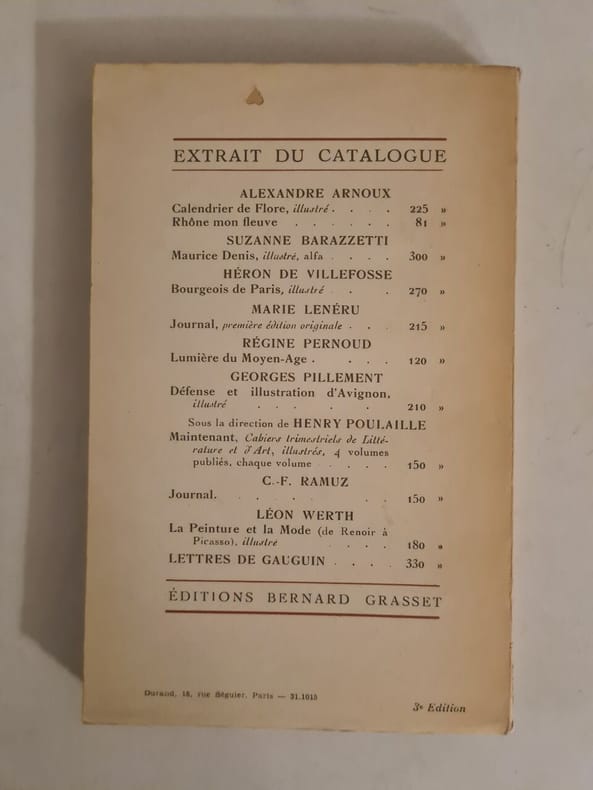 EXTRAIT DU CATALOGUE
ALEXANDRE ARNOUX
Calendrier de Flore, illustré . . . . 225 »
Rhône mon fleuve . . . . . . 81 »
SUZANNE BARAZZETTI
Maurice Denis, illustré, alfa . . . . 300 »
HÉRON DE VILLEFOSSE
Bourgeois de Paris, illustré . . . 270 »
MARIE LENÉRU
Journal, première édition originale . . . 215 »
RÉGINE PERNOUD
Lumière du Moyen-Age . . . . 120 »
GEORGES PILLEMENT
Défense et illustration d'Avignon,
illustré . . . . . 210 »
Sous la direction de HENRY POULAILLE
Maintenant, Cahiers trimestriels de Litté-
rature et d'Art, illustrés, 4 volumes
publiés, chaque volume . . . . . 150 »
C.-F. RAMUZ
Journal. . . . . . . 150 »
LÉON WERTH
La Peinture et la Mode (de Renoir à
Picasso), illustré . . . . 180 »
LETTRES DE GAUGUIN . . . . 330 »
ÉDITIONS BERNARD GRASSET
Durand, 18, rue Séguier, Paris — 31.1015
3e Edition